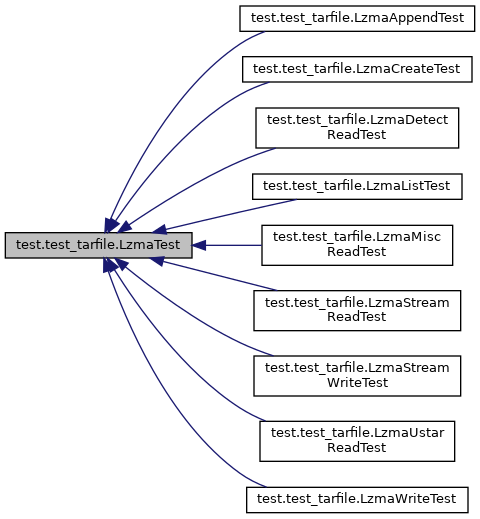 test.test_tarfile.LzmaAppendTest
test.test_tarfile.LzmaCreateTest
test.test_tarfile.LzmaDetect
ReadTest
test.test_tarfile.LzmaListTest
test.test_tarfile.LzmaTest
test.test_tarfile.LzmaMisc
ReadTest
test.test_tarfile.LzmaStream
ReadTest
test.test_tarfile.LzmaStream
WriteTest
test.test_tarfile.LzmaUstar
ReadTest
test.test_tarfile.LzmaWriteTest